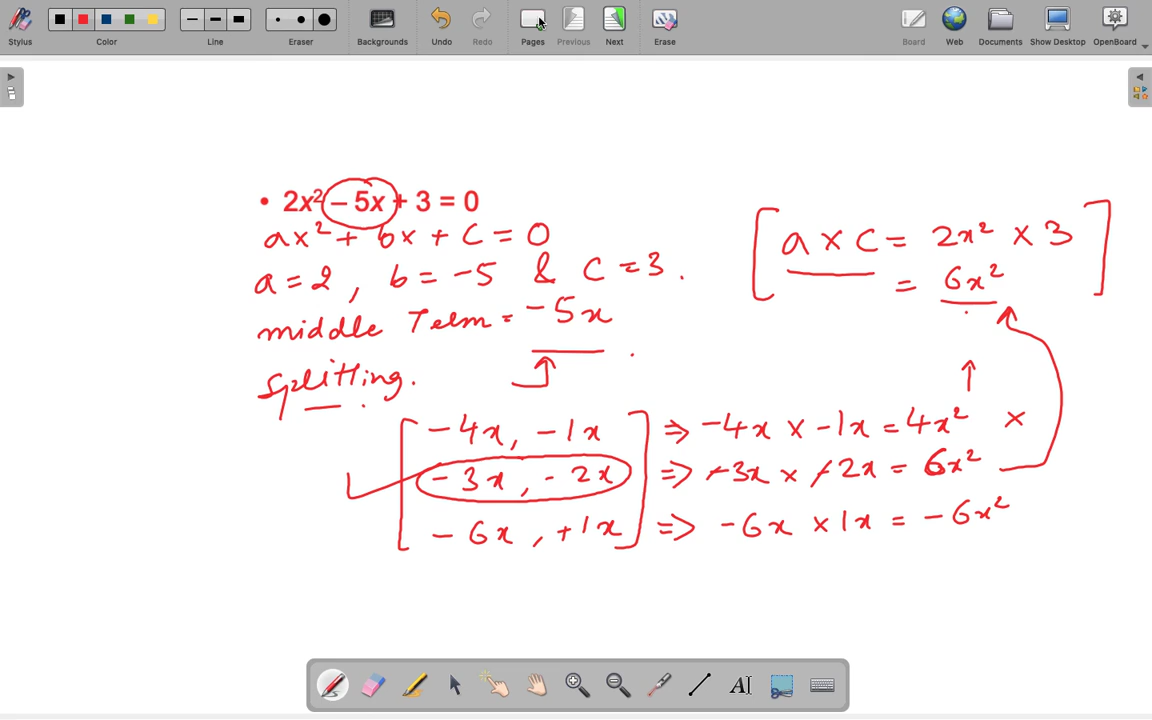 Stylus Color Line Eraser Backgrounds Undo Redo Pages Previous Next Erase Board Web Documents Show Desktop OpenBoard
• 2x² – 5x + 3 = 0
ax² + bx + c = 0
a = 2 , b = -5 & c = 3 .
middle Term = -5x
splitting.
[ a × c = 2x² × 3 ]
= 6x²
-4x , -1x ⇒ -4x × -1x = 4x² ×
-3x , -2x ⇒ -3x × -2x = 6x²
-6x , +1x ⇒ -6x × 1x = -6x²
AI